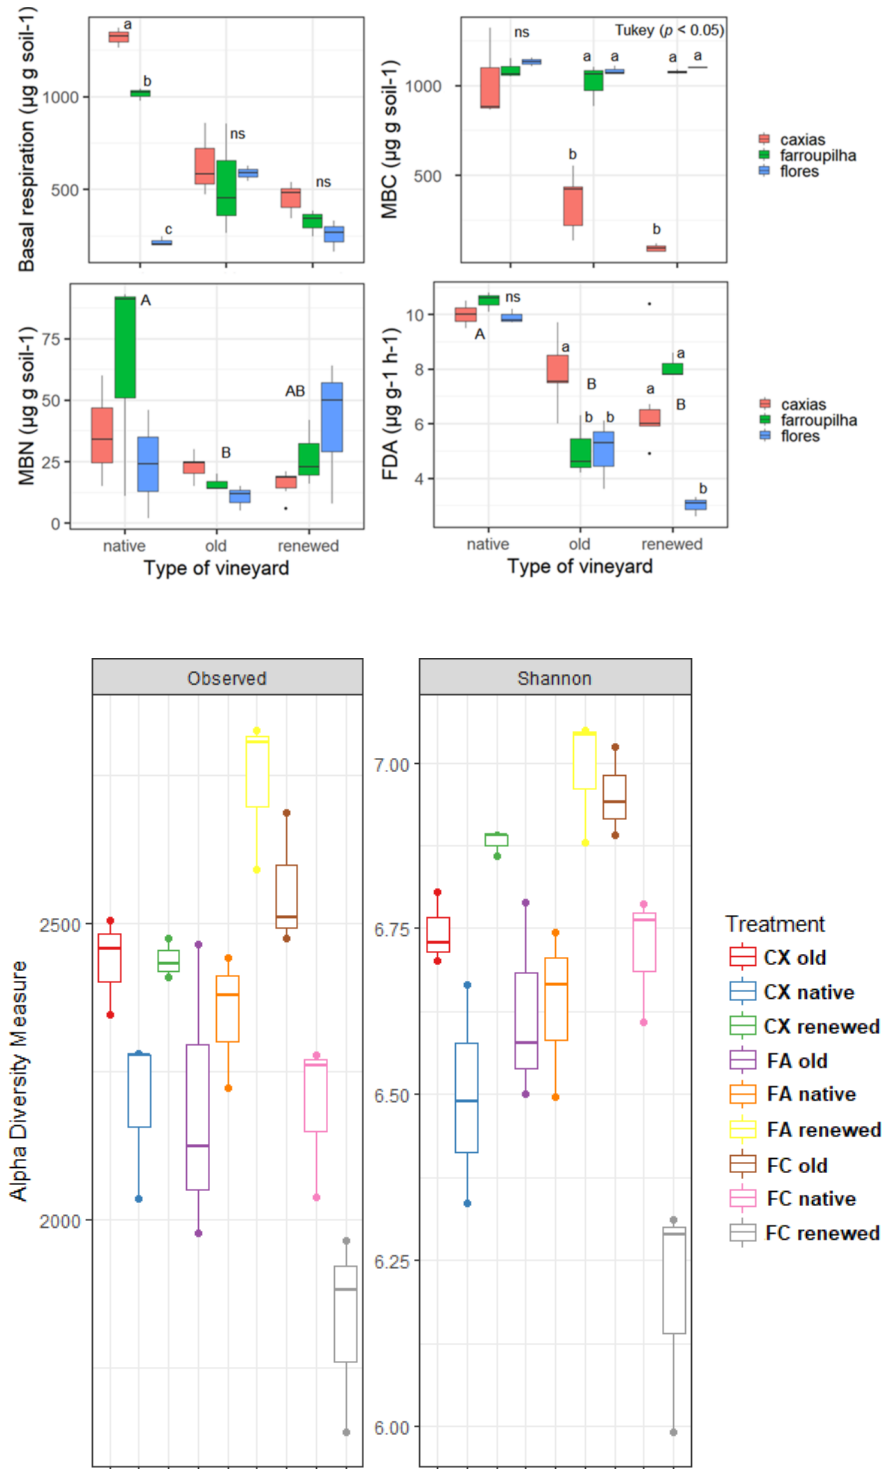 Basal respiration (µg g soil-1)
1000
500
a
b
c
ns
ns
MBC (µg g soil-1)
1000
500
Tukey (p < 0.05)
ns
b
a
a
b
a
a
caxias
farroupilha
flores
MBN (µg g soil-1)
75
50
25
0
A
B
AB
native
old
renewed
Type of vineyard
FDA (µg g-1 h-1)
10
8
6
4
ns
A
a
B
b
b
a
a
B
b
native
old
renewed
Type of vineyard
caxias
farroupilha
flores
Observed
Shannon
Alpha Diversity Measure
2500
2000
7.00
6.75
6.50
6.25
6.00
Treatment
CX old
CX native
CX renewed
FA old
FA native
FA renewed
FC old
FC native
FC renewed